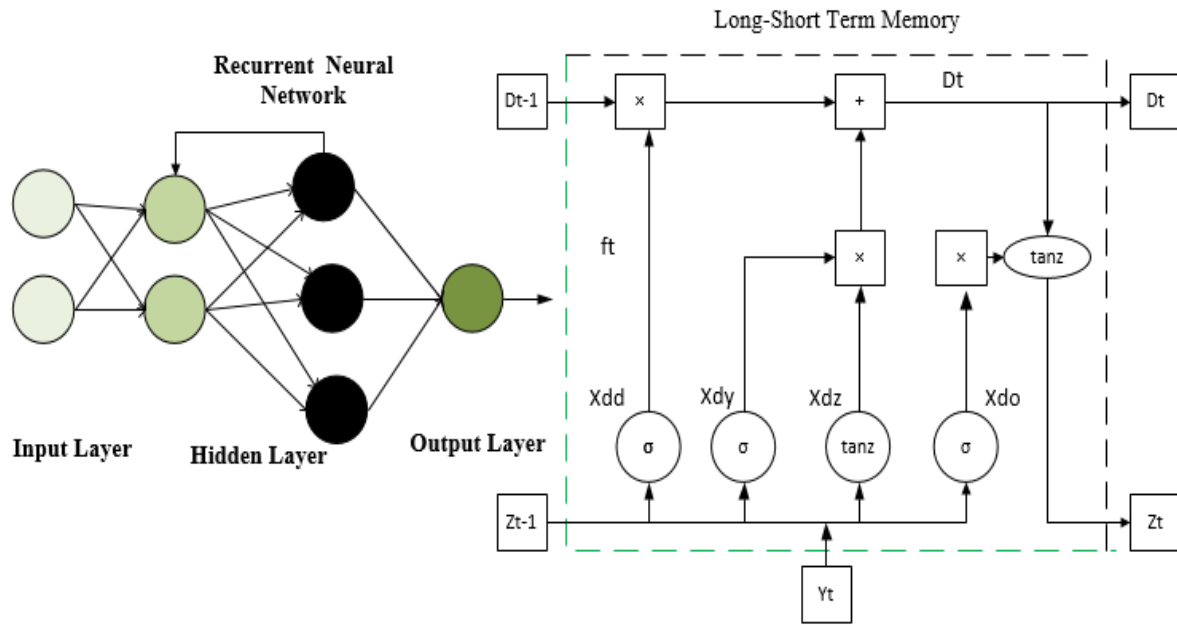 Long-Short Term Memory
Recurrent Neural
Network
Dt-1
×
+
Dt
Dt
ft
×
×
tanz
Xdd
Xdy
Xdz
Xdo
σ
σ
tanz
σ
Input Layer
Hidden Layer
Output Layer
Zt-1
Zt
Yt